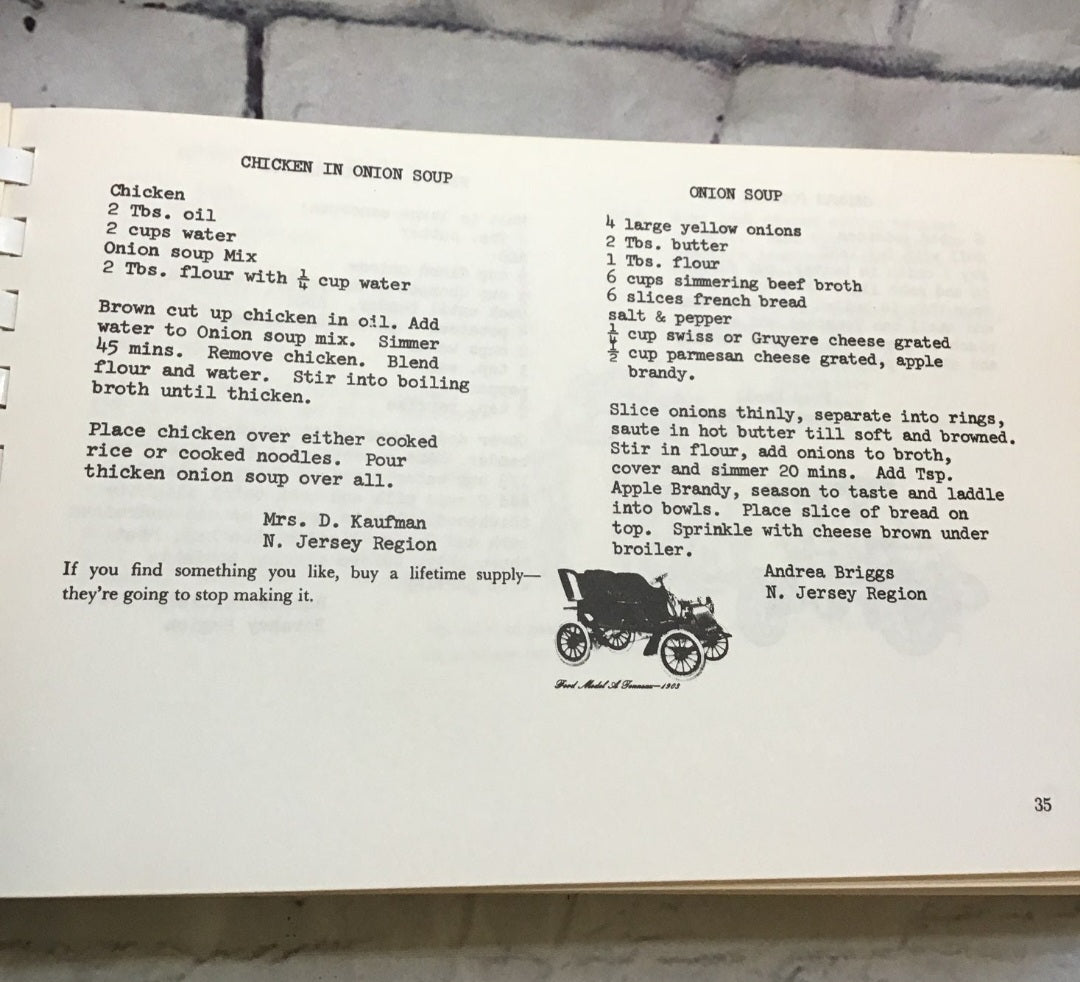 CHICKEN IN ONION SOUP
Chicken
2 Tbs. oil
2 cups water
Onion soup Mix
2 Tbs. flour with ¼ cup water
Brown cut up chicken in oil. Add
water to Onion soup mix. Simmer
45 mins. Remove chicken. Blend
flour and water. Stir into boiling
broth until thicken.
Place chicken over either cooked
rice or cooked noodles. Pour
thicken onion soup over all.
Mrs. D. Kaufman
N. Jersey Region
If you find something you like, buy a lifetime supply—
they're going to stop making it.
ONION SOUP
4 large yellow onions
2 Tbs. butter
1 Tbs. flour
6 cups simmering beef broth
6 slices french bread
salt & pepper
¼ cup swiss or Gruyere cheese grated
½ cup parmesan cheese grated, apple
brandy.
Slice onions thinly, separate into rings,
saute in hot butter till soft and browned.
Stir in flour, add onions to broth,
cover and simmer 20 mins. Add Tsp.
Apple Brandy, season to taste and laddle
into bowls. Place slice of bread on
top. Sprinkle with cheese brown under
broiler.
Andrea Briggs
N. Jersey Region
Ford Model A Tonneau—1903
35